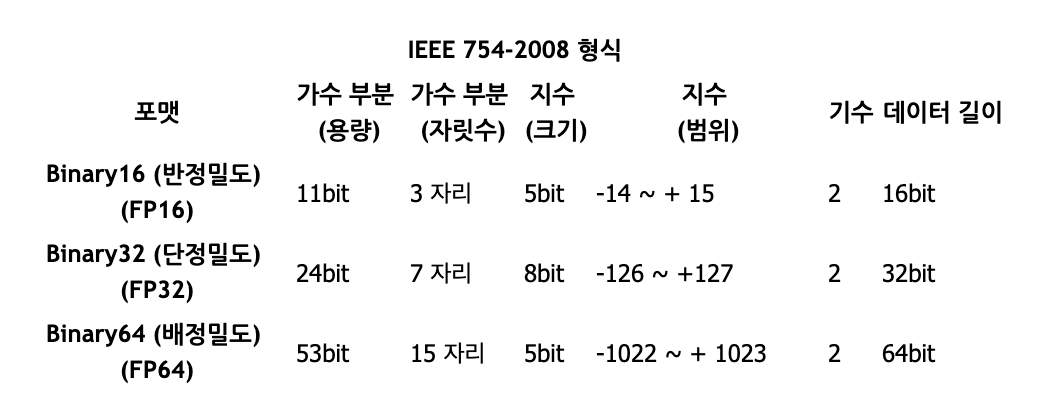 IEEE 754-2008 형식
포맷 가수 부분 (용량) 가수 부분 (자릿수) 지수 (크기) 지수 (범위) 기수 데이터 길이
Binary16 (반정밀도) (FP16) 11bit 3 자리 5bit -14 ~ + 15 2 16bit
Binary32 (단정밀도) (FP32) 24bit 7 자리 8bit -126 ~ +127 2 32bit
Binary64 (배정밀도) (FP64) 53bit 15 자리 5bit -1022 ~ + 1023 2 64bit